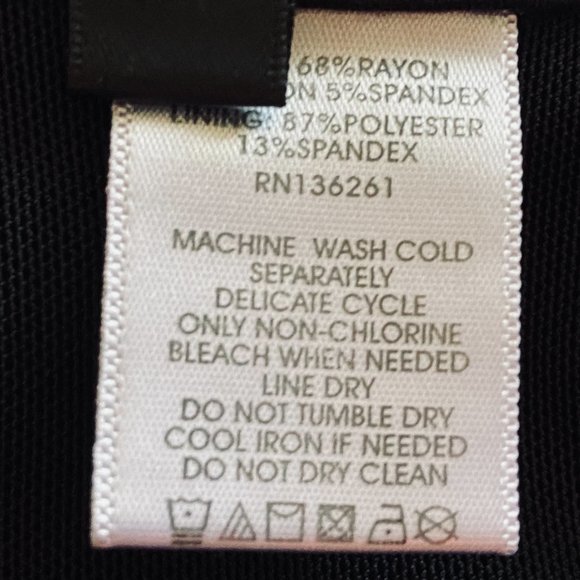 68%RAYON
ON 5%SPANDEX
LINING: 87%POLYESTER
13%SPANDEX
RN136261
MACHINE WASH COLD
SEPARATELY
DELICATE CYCLE
ONLY NON-CHLORINE
BLEACH WHEN NEEDED
LINE DRY
DO NOT TUMBLE DRY
COOL IRON IF NEEDED
DO NOT DRY CLEAN